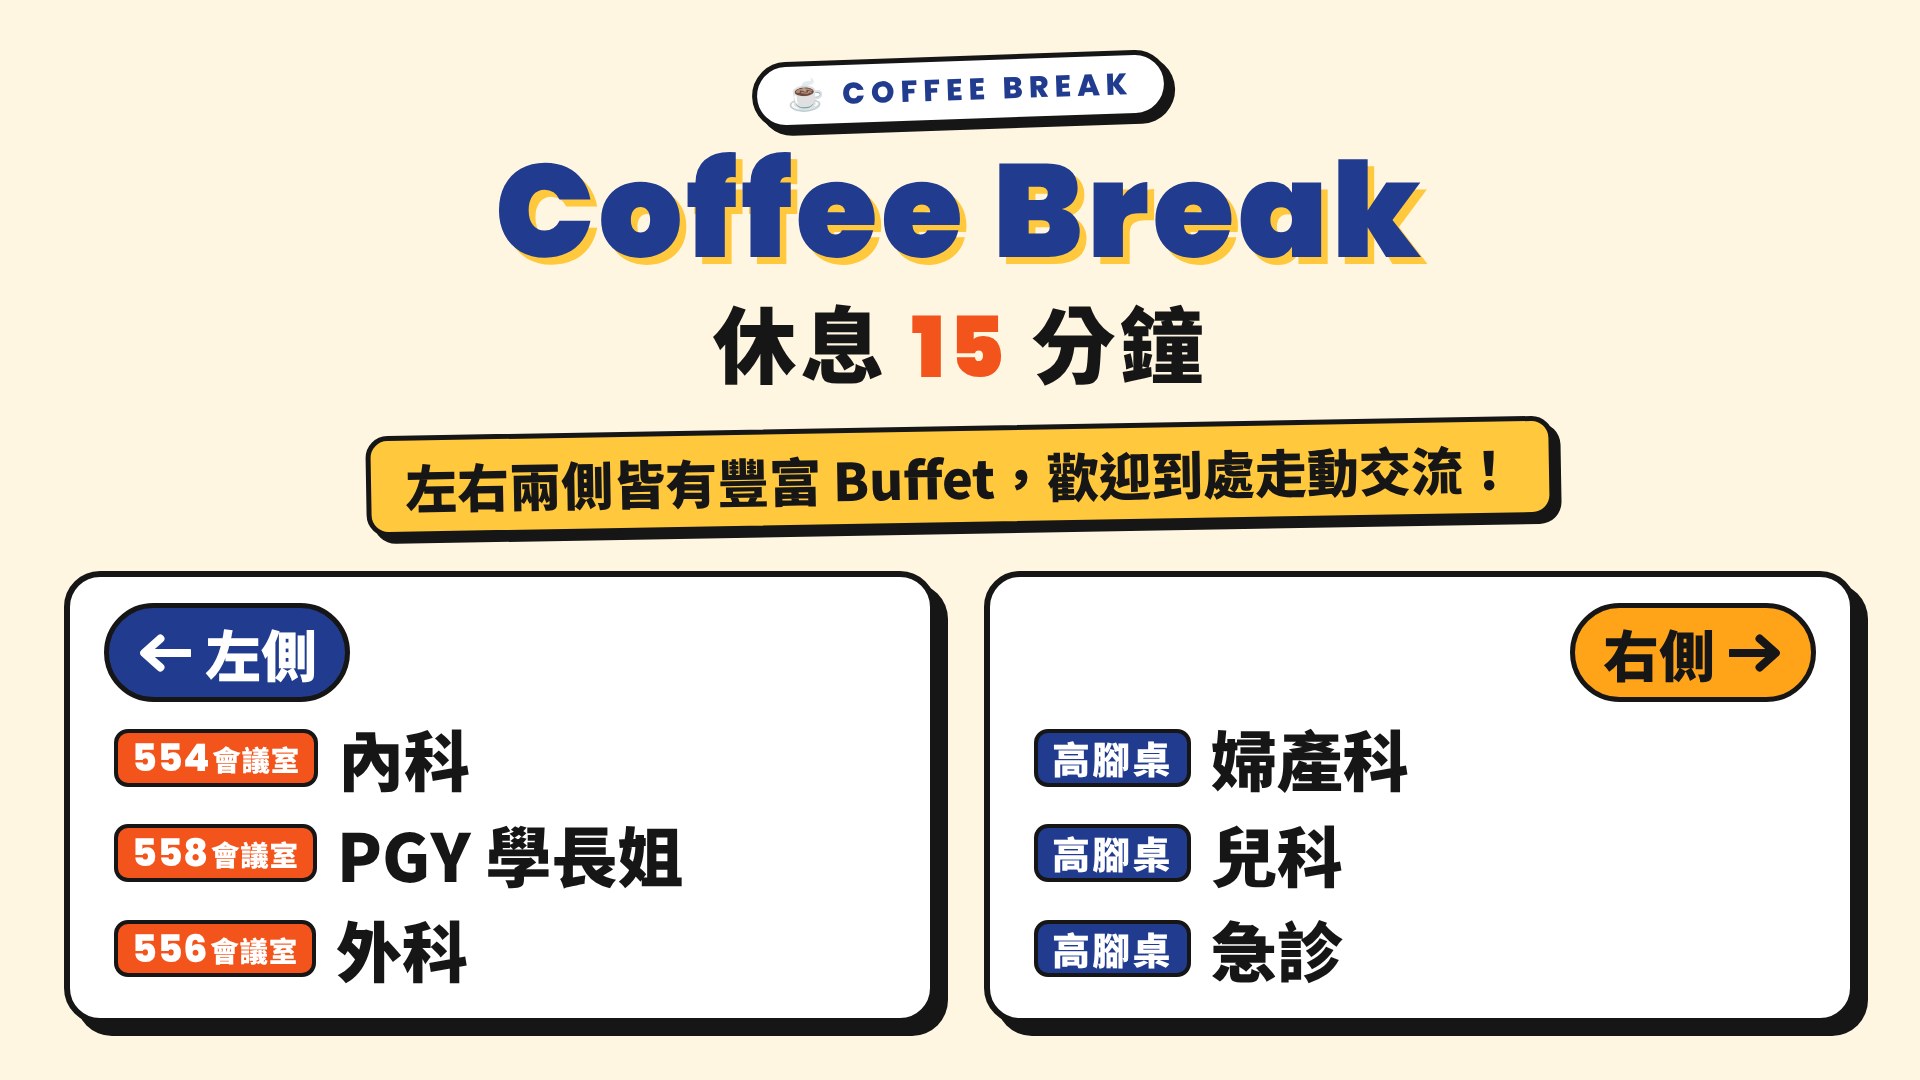 ☕ COFFEE BREAK
Coffee Break
休息 15 分鐘
左右兩側皆有豐富 Buffet，歡迎到處走動交流！
← 左側
554會議室 內科
558會議室 PGY 學長姐
556會議室 外科
右側 →
高腳桌 婦產科
高腳桌 兒科
高腳桌 急診